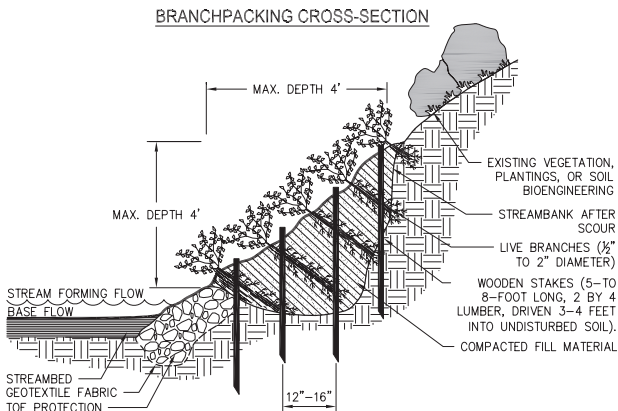 BRANCHPACKING CROSS-SECTION
MAX. DEPTH 4'
MAX. DEPTH 4'
EXISTING VEGETATION,
PLANTINGS, OR SOIL
BIOENGINEERING
STREAMBANK AFTER
SCOUR
LIVE BRANCHES (½"
TO 2" DIAMETER)
WOODEN STAKES (5-TO
8-FOOT LONG, 2 BY 4
LUMBER, DRIVEN 3-4 FEET
INTO UNDISTURBED SOIL).
COMPACTED FILL MATERIAL
STREAM FORMING FLOW
BASE FLOW
STREAMBED
GEOTEXTILE FABRIC
TOE PROTECTION
12"-16"